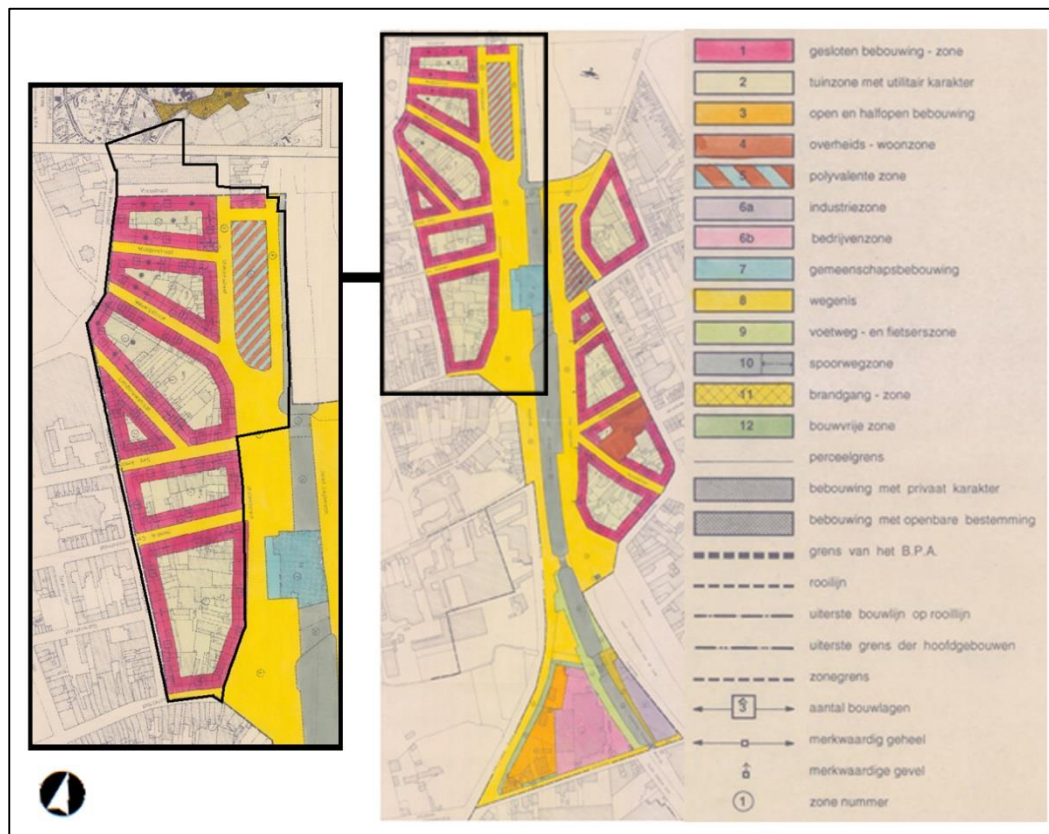 1 gesloten bebouwing - zone
2 tuinzone met utilitair karakter
3 open en halfopen bebouwing
4 overheids - woonzone
5 polyvalente zone
6a industriezone
6b bedrijvenzone
7 gemeenschapsbebouwing
8 wegenis
9 voetweg - en fietserszone
10 spoorwegzone
11 brandgang - zone
12 bouwvrije zone
perceelgrens
bebouwing met privaat karakter
bebouwing met openbare bestemming
grens van het B.P.A.
rooilijn
uiterste bouwlijn op rooillijn
uiterste grens der hoofdgebouwen
zonegrens
3 aantal bouwlagen
merkwaardig geheel
merkwaardige gevel
1 zone nummer